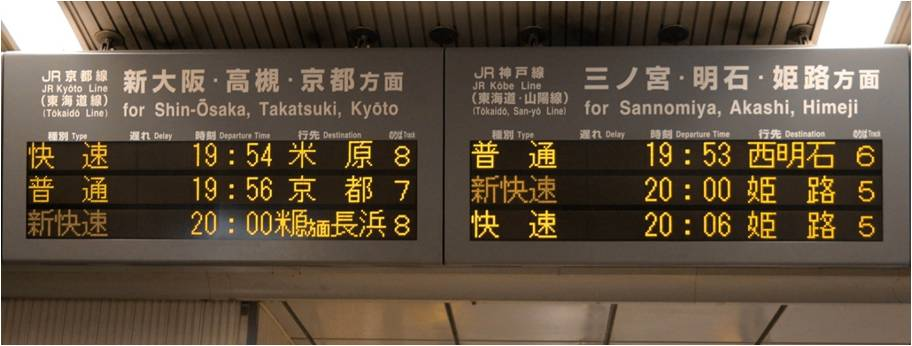 JR京都線 新大阪・高槻・京都方面
JR Kyōto Line
(東海道線) for Shin-Ōsaka, Takatsuki, Kyōto
(Tōkaidō Line)
種別 Type 遅れ Delay 時刻 Departure Time 行先 Destination のりば Track
快速 19:54 米原 8
普通 19:56 京都 7
新快速 20:00 米原方面長浜 8
JR神戸線 三ノ宮・明石・姫路方面
JR Kōbe Line
(東海道・山陽線) for Sannomiya, Akashi, Himeji
(Tōkaidō, San-yō Line)
種別 Type 遅れ Delay 時刻 Departure Time 行先 Destination のりば Track
普通 19:53 西明石 6
新快速 20:00 姫路 5
快速 20:06 姫路 5